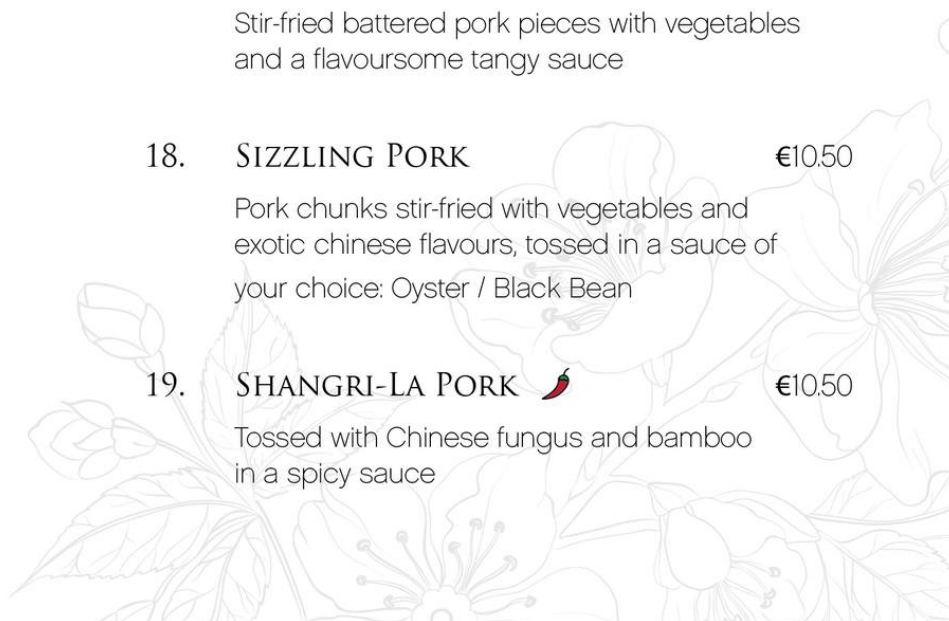 Stir-fried battered pork pieces with vegetables
and a flavoursome tangy sauce
18. SIZZLING PORK €10.50
Pork chunks stir-fried with vegetables and
exotic chinese flavours, tossed in a sauce of
your choice: Oyster / Black Bean
19. SHANGRI-LA PORK €10.50
Tossed with Chinese fungus and bamboo
in a spicy sauce